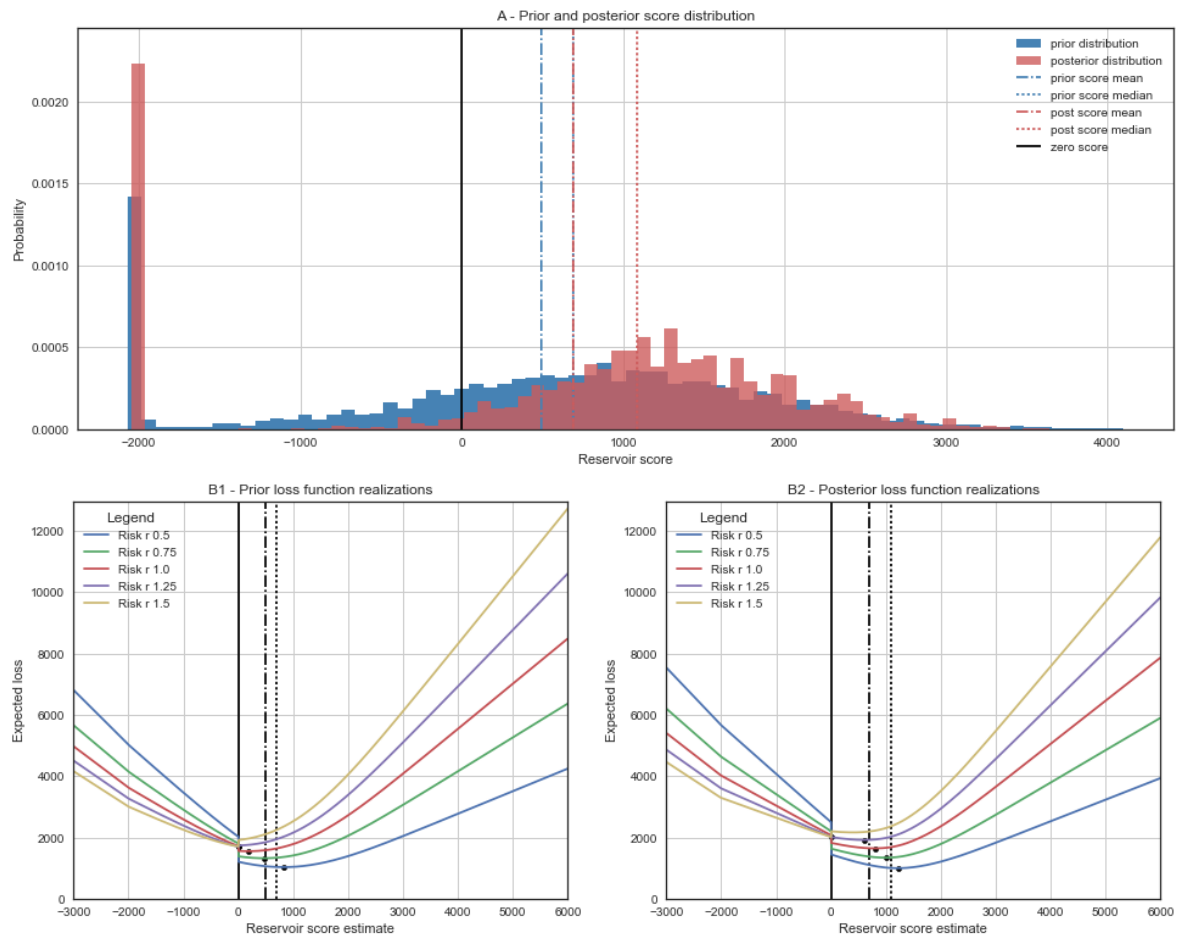 A - Prior and posterior score distribution
prior distribution
posterior distribution
prior score mean
prior score median
post score mean
post score median
zero score
Probability
0.0020
0.0015
0.0010
0.0005
0.0000
−2000
−1000
0
1000
2000
3000
4000
Reservoir score
B1 - Prior loss function realizations
Legend
Risk r 0.5
Risk r 0.75
Risk r 1.0
Risk r 1.25
Risk r 1.5
Expected loss
12000
10000
8000
6000
4000
2000
0
−3000
−2000
−1000
0
1000
2000
3000
4000
5000
6000
Reservoir score estimate
B2 - Posterior loss function realizations
Legend
Risk r 0.5
Risk r 0.75
Risk r 1.0
Risk r 1.25
Risk r 1.5
Expected loss
12000
10000
8000
6000
4000
2000
0
−3000
−2000
−1000
0
1000
2000
3000
4000
5000
6000
Reservoir score estimate